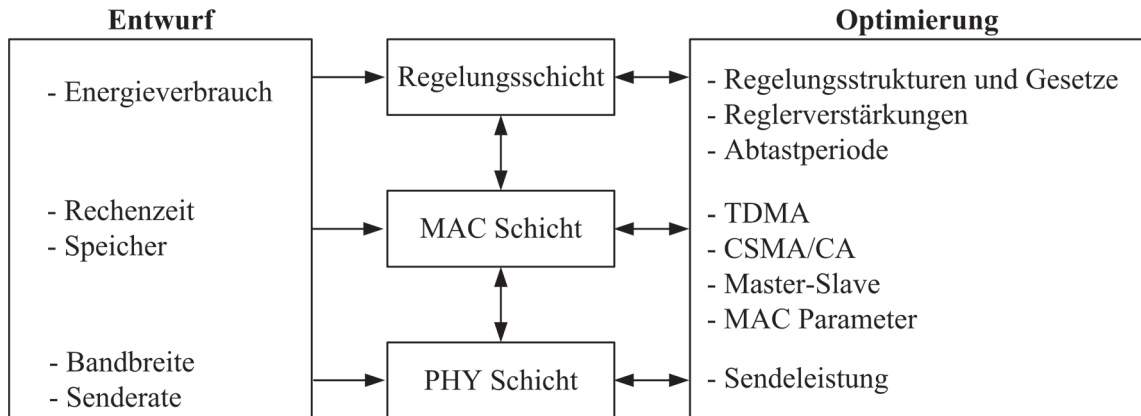 Entwurf
- Energieverbrauch
- Rechenzeit
- Speicher
- Bandbreite
- Senderate
Regelungsschicht
MAC Schicht
PHY Schicht
Optimierung
- Regelungsstrukturen und Gesetze
- Reglerverstärkungen
- Abtastperiode
- TDMA
- CSMA/CA
- Master-Slave
- MAC Parameter
- Sendeleistung